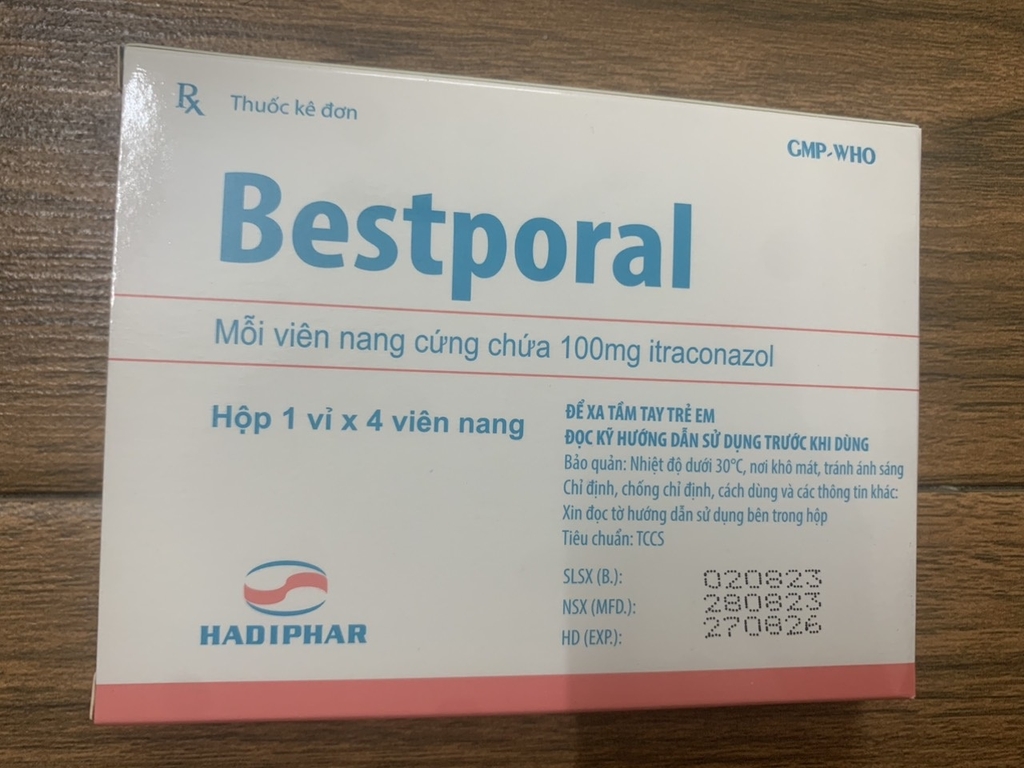 Rx Thuốc kê đơn
GMP-WHO
Bestporal
Mỗi viên nang cứng chứa 100mg itraconazol
Hộp 1 vỉ x 4 viên nang
ĐỂ XA TẦM TAY TRẺ EM
ĐỌC KỸ HƯỚNG DẪN SỬ DỤNG TRƯỚC KHI DÙNG
Bảo quản: Nhiệt độ dưới 30°C, nơi khô mát, tránh ánh sáng
Chỉ định, chống chỉ định, cách dùng và các thông tin khác:
Xin đọc tờ hướng dẫn sử dụng bên trong hộp
Tiêu chuẩn: TCCS
SLSX (B.): 020823
NSX (MFD.): 280823
HD (EXP.): 270826
HADIPHAR